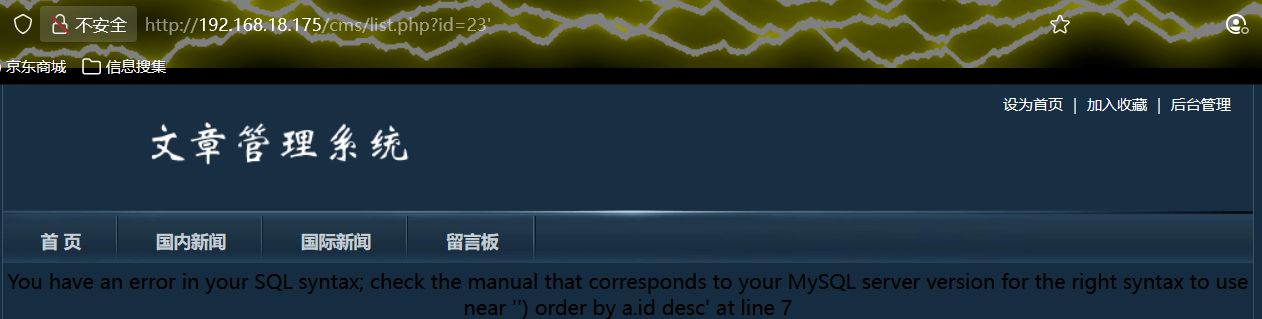 不安全 http://192.168.18.175/cms/list.php?id=23'
京东商城 信息搜集
设为首页 | 加入收藏 | 后台管理
文章管理系统
首 页 国内新闻 国际新闻 留言板
You have an error in your SQL syntax; check the manual that corresponds to your MySQL server version for the right syntax to use
near '') order by a.id desc' at line 7